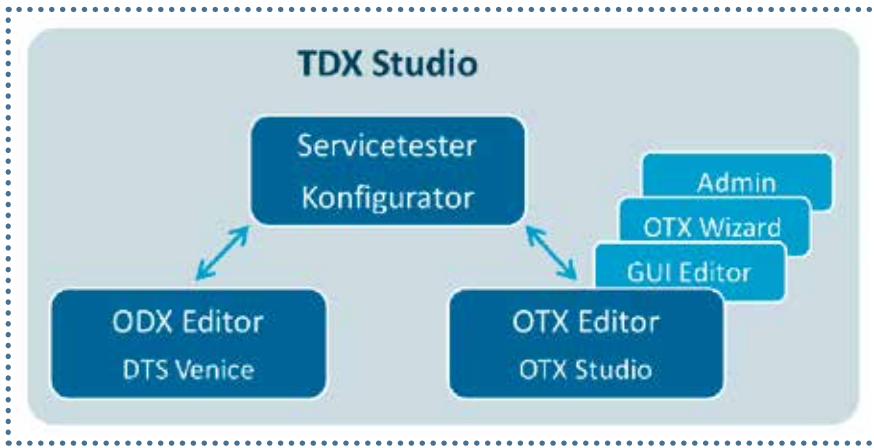 TDX Studio
Servicetester
Konfigurator
Admin
OTX Wizard
GUI Editor
ODX Editor
DTS Venice
OTX Editor
OTX Studio